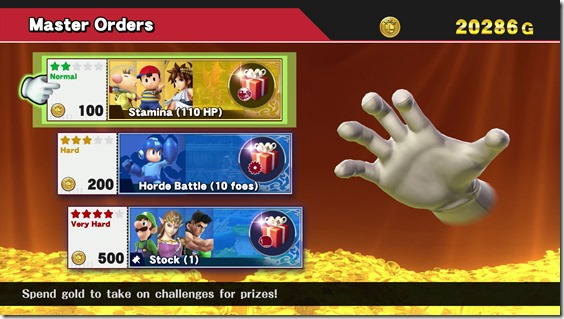 Master Orders
20286 G
Normal
100
Stamina (110 HP)
Hard
200
Horde Battle (10 foes)
Very Hard
500
Stock (1)
Spend gold to take on challenges for prizes!